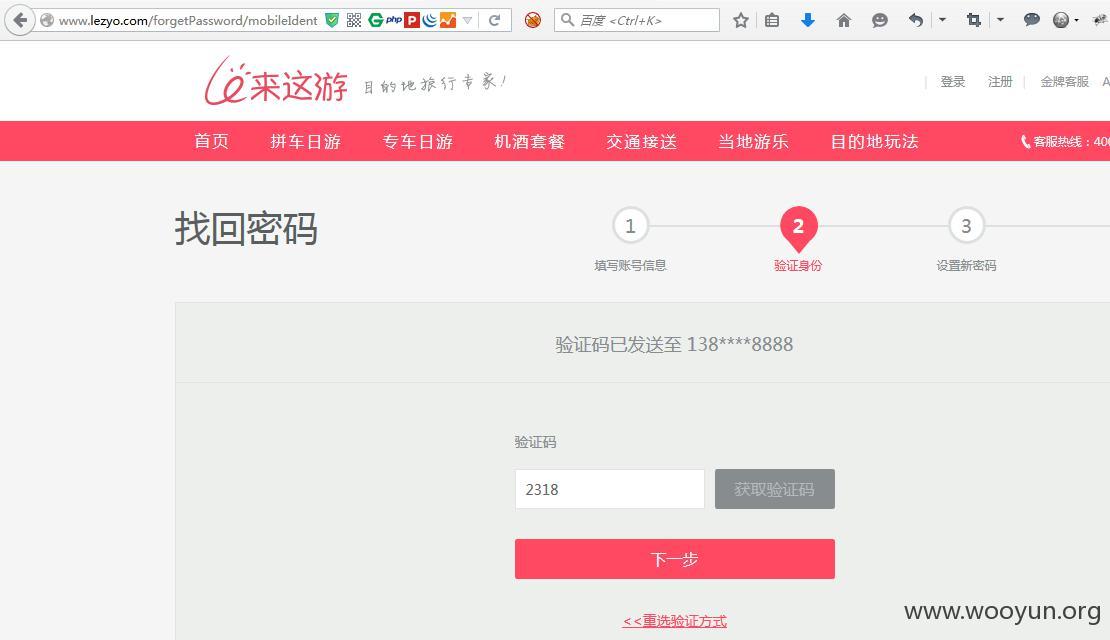 www.lezyo.com/forgetPassword/mobileIdent
php
百度 <Ctrl+K>
来这游 目的地旅行专家!
登录 注册 金牌客服 A
首页 拼车日游 专车日游 机酒套餐 交通接送 当地游乐 目的地玩法 客服热线：400
找回密码
1 2 3
填写账号信息 验证身份 设置新密码
验证码已发送至 138****8888
验证码
2318 获取验证码
下一步
<<重选验证方式
www.wooyun.org